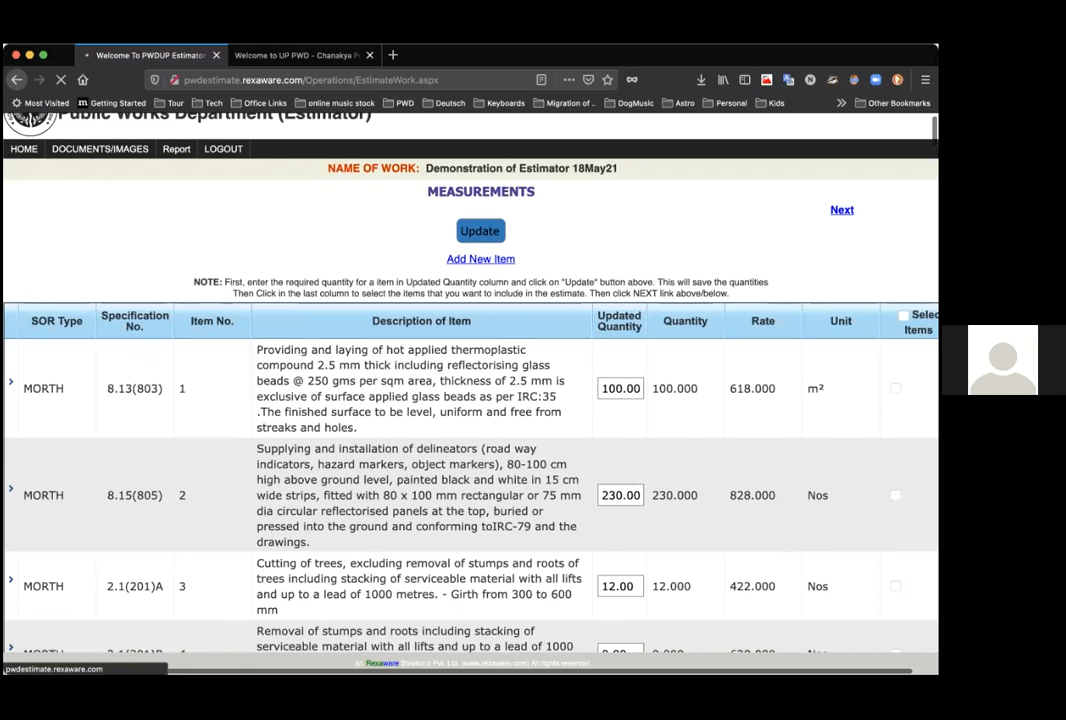 Welcome To PWDUP Estimator
Welcome to UP PWD - Chanakya P
pwdestimate.rexaware.com/Operations/EstimateWork.aspx
Most Visited
Getting Started
Tour
Tech
Office Links
online music stock
PWD
Deutsch
Keyboards
Migration of ..
DogMusic
Astro
Personal
Kids
Other Bookmarks
Public Works Department (Estimator)
HOME DOCUMENTS/IMAGES Report LOGOUT
NAME OF WORK: Demonstration of Estimator 18May21
MEASUREMENTS
Next
Update
Add New Item
NOTE: First, enter the required quantity for a item in Updated Quantity column and click on "Update" button above. This will save the quantities
Then Click in the last column to select the items that you want to include in the estimate. Then click NEXT link above/below.
SOR Type
Specification
No.
Item No.
Description of Item
Updated
Quantity
Quantity
Rate
Unit
Selec
Items
MORTH
8.13(803)
1
Providing and laying of hot applied thermoplastic
compound 2.5 mm thick including reflectorising glass
beads @ 250 gms per sqm area, thickness of 2.5 mm is
exclusive of surface applied glass beads as per IRC:35
.The finished surface to be level, uniform and free from
streaks and holes.
100.00
100.000
618.000
m²
MORTH
8.15(805)
2
Supplying and installation of delineators (road way
indicators, hazard markers, object markers), 80-100 cm
high above ground level, painted black and white in 15 cm
wide strips, fitted with 80 x 100 mm rectangular or 75 mm
dia circular reflectorised panels at the top, buried or
pressed into the ground and conforming toIRC-79 and the
drawings.
230.00
230.000
828.000
Nos
MORTH
2.1(201)A
3
Cutting of trees, excluding removal of stumps and roots of
trees including stacking of serviceable material with all lifts
and up to a lead of 1000 metres. - Girth from 300 to 600
mm
12.00
12.000
422.000
Nos
Removal of stumps and roots including stacking of
serviceable material with all lifts and up to a lead of 1000
(c) Rexaware Solutions Pvt. Ltd. (www.rexaware.com) All rights reserved.
pwdestimate.rexaware.com